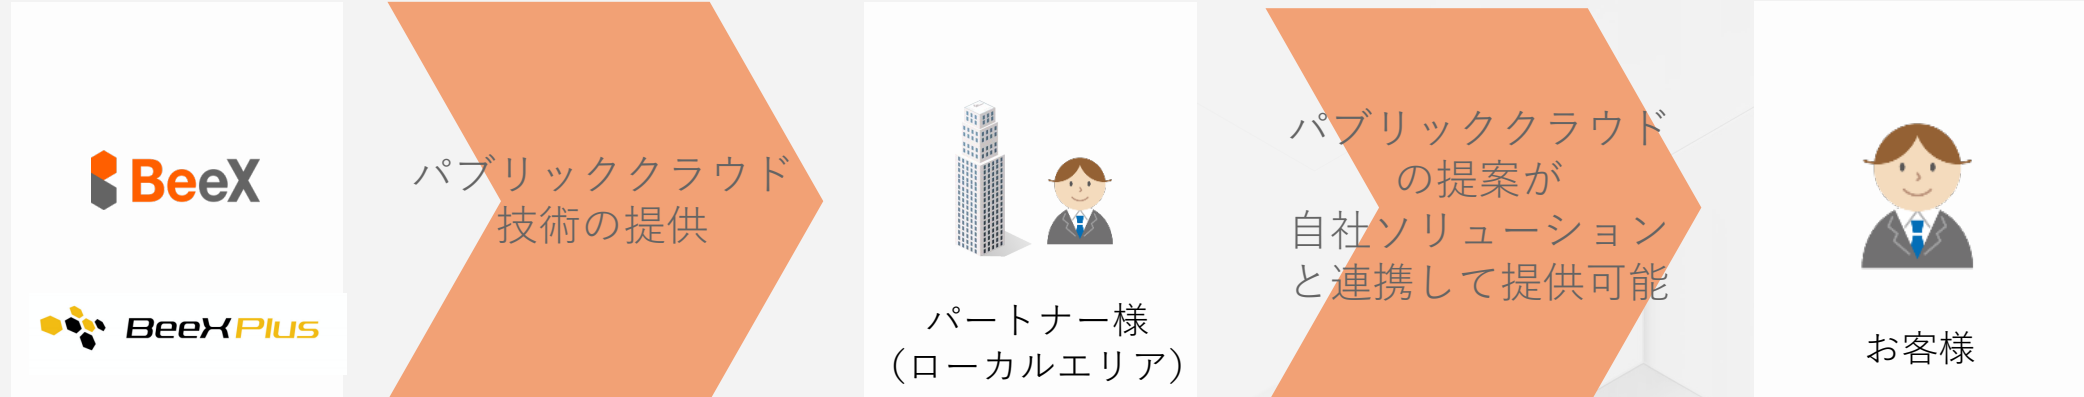 BeeX
BeeX Plus
パブリッククラウド
技術の提供
パートナー様
（ローカルエリア）
パブリッククラウド
の提案が
自社ソリューション
と連携して提供可能
お客様